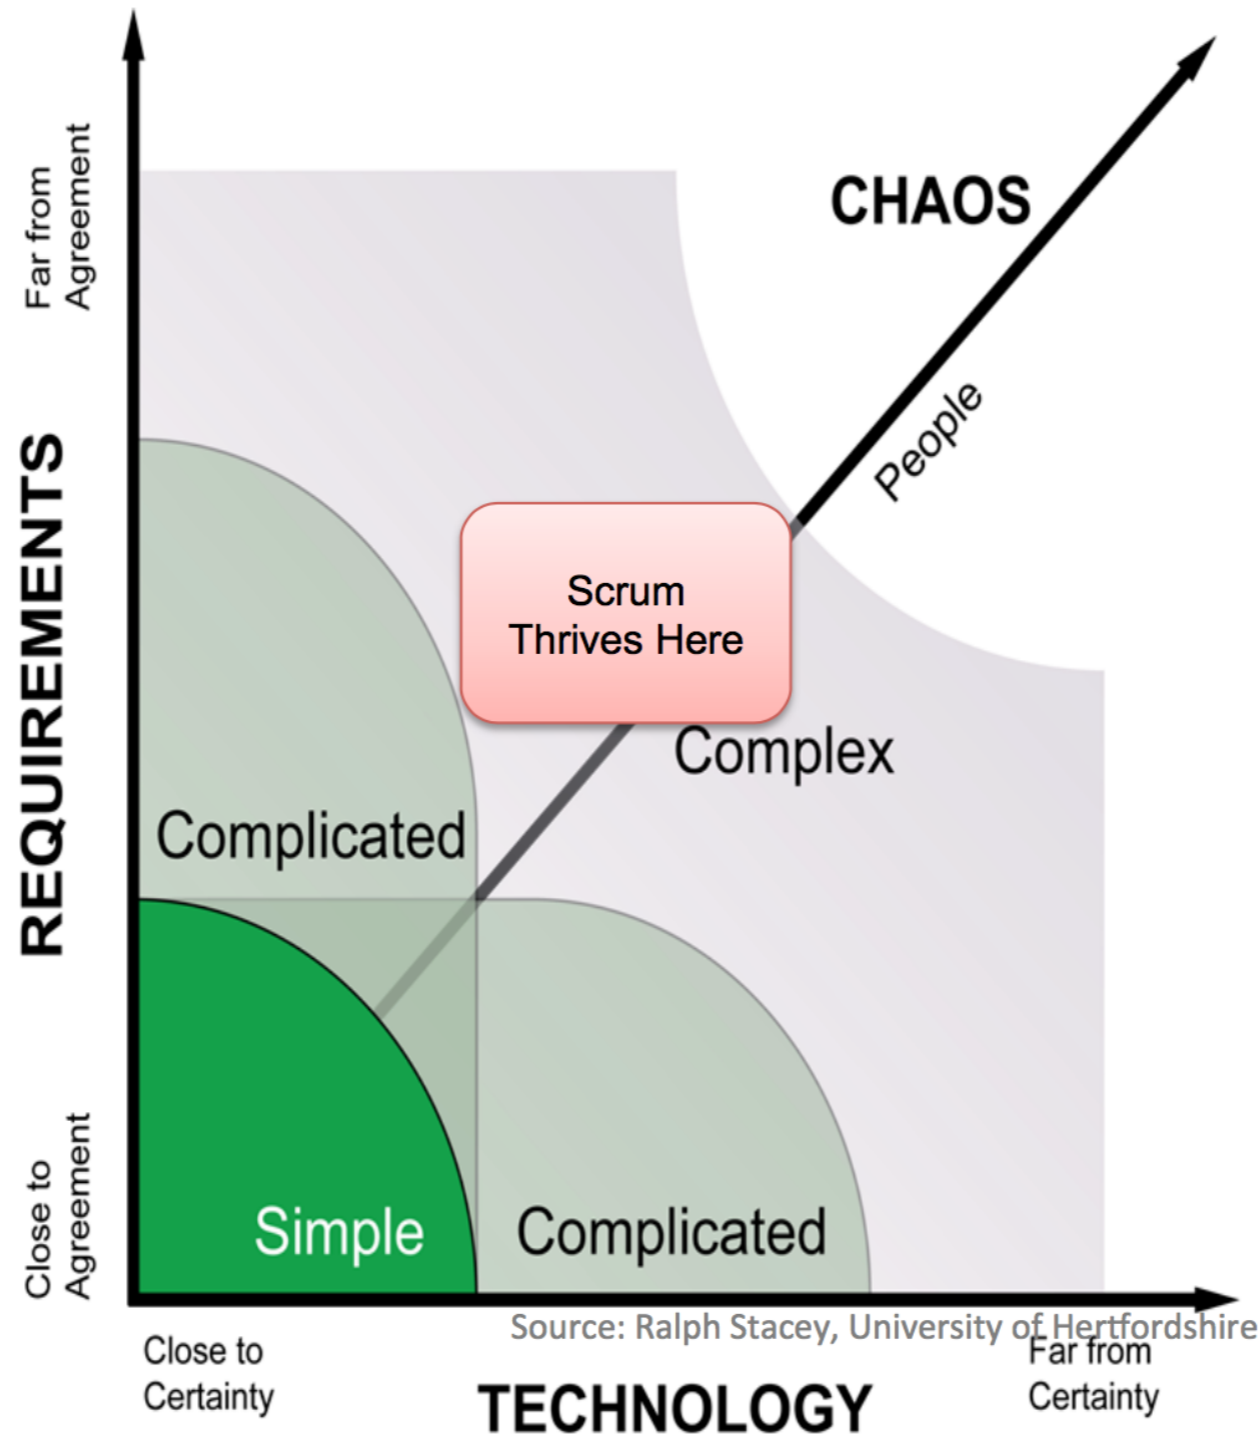 Far from
Agreement
CHAOS
People
REQUIREMENTS
Scrum
Thrives Here
Complex
Complicated
Close to
Agreement
Simple
Complicated
Source: Ralph Stacey, University of Hertfordshire
Close to
Certainty
TECHNOLOGY
Far from
Certainty